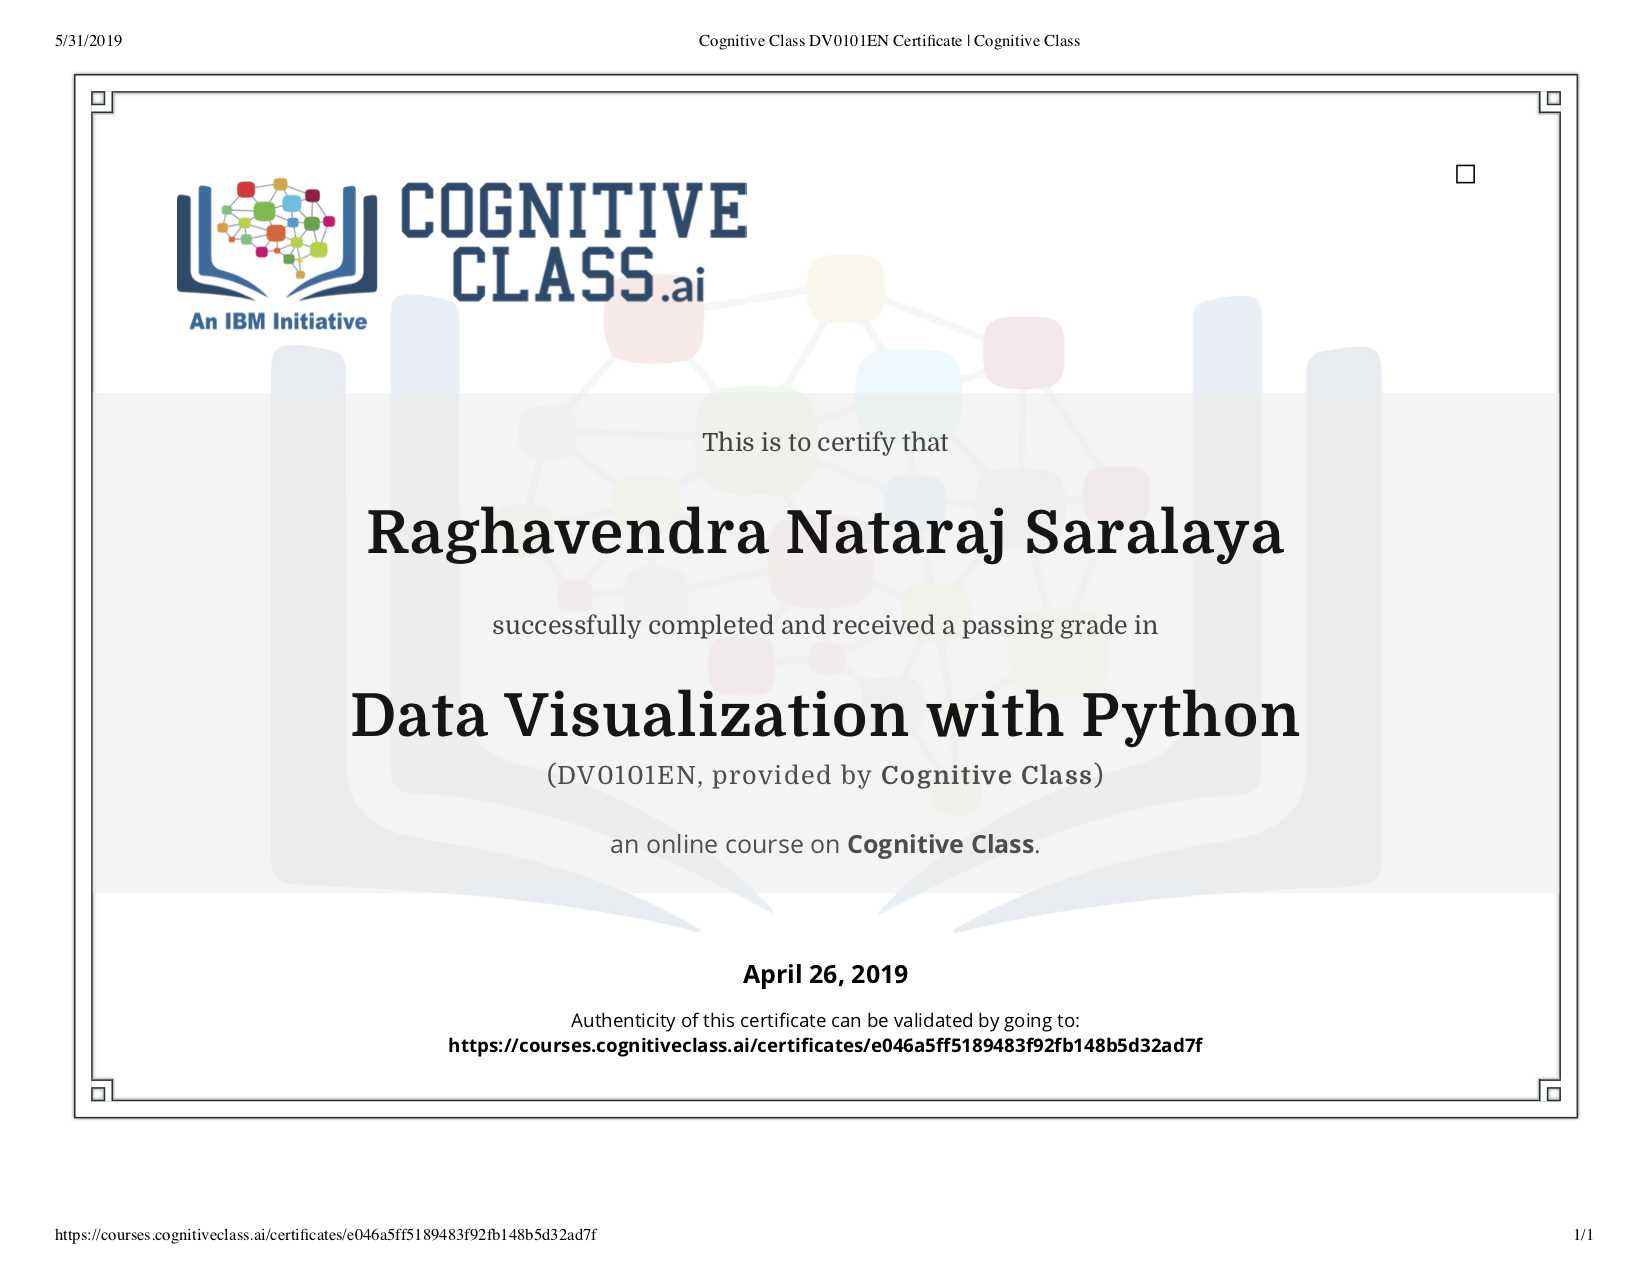 5/31/2019
Cognitive Class DV0101EN Certificate | Cognitive Class
COGNITIVE
CLASS.ai
An IBM Initiative
This is to certify that
Raghavendra Nataraj Saralaya
successfully completed and received a passing grade in
Data Visualization with Python
(DV0101EN, provided by Cognitive Class)
an online course on Cognitive Class.
April 26, 2019
Authenticity of this certificate can be validated by going to:
https://courses.cognitiveclass.ai/certificates/e046a5ff5189483f92fb148b5d32ad7f
https://courses.cognitiveclass.ai/certificates/e046a5ff5189483f92fb148b5d32ad7f
1/1